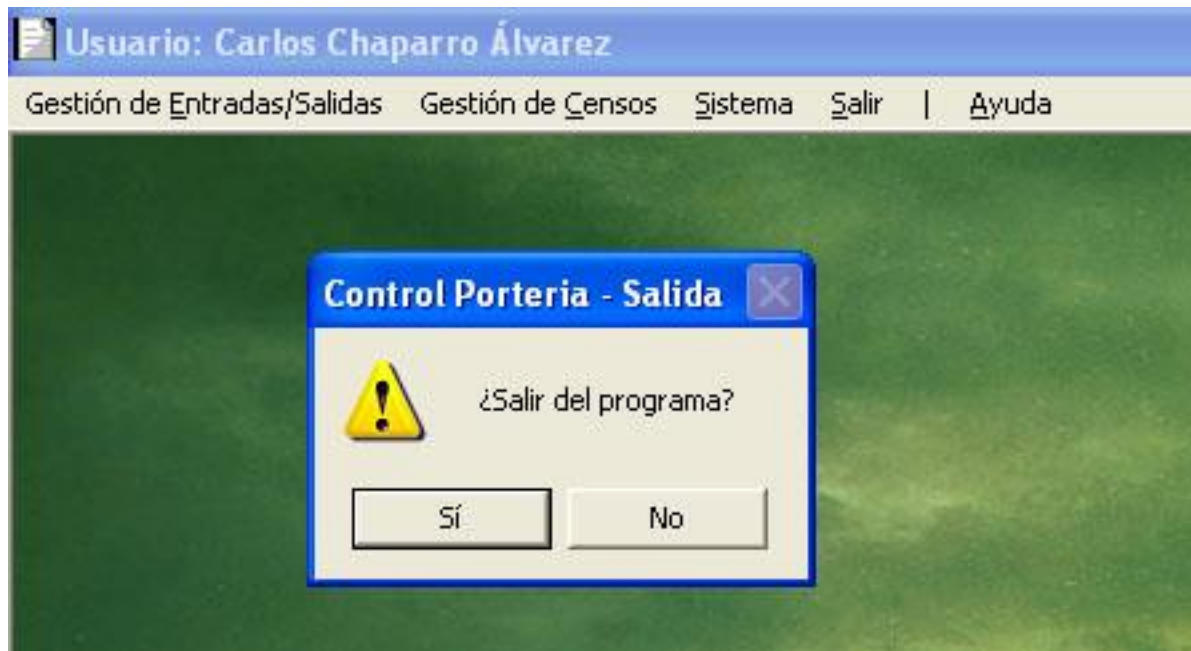 Usuario: Carlos Chaparro Álvarez
Gestión de Entradas/Salidas Gestión de Censos Sistema Salir | Ayuda
Control Porteria - Salida
¿Salir del programa?
Sí No